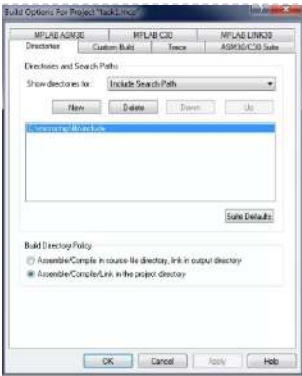 Build Options For Project "tack1.mcp"
MPLAB ASM30
MPLAB C30
MPLAB LINK30
Directories
Custom Build
Trace
ASM30/C30 Suite
Directories and Search Paths
Show directories for:
Include Search Path
New
Delete
Down
Up
Suite Defaults
Build Directory Policy
Assemble/Compile in source-file directory, link in output directory
Assemble/Compile/Link in the project directory
OK
Cancel
Apply
Help